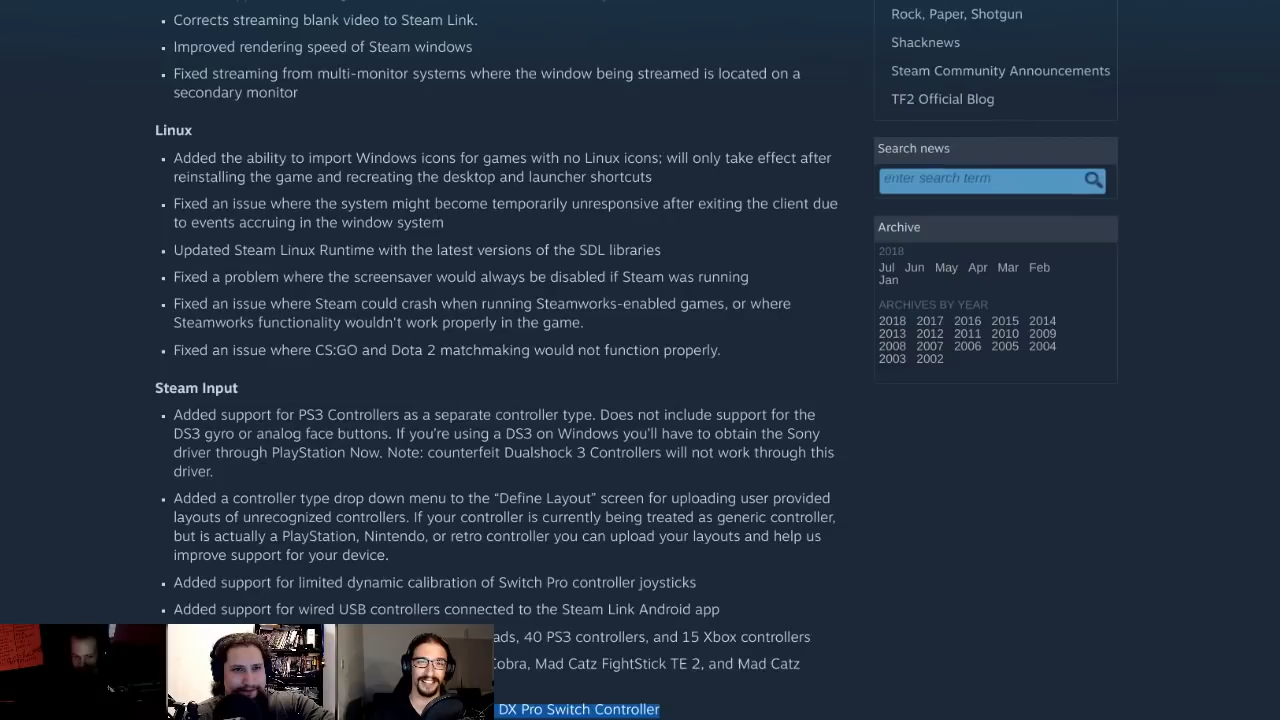 Corrects streaming blank video to Steam Link.
Improved rendering speed of Steam windows
Fixed streaming from multi-monitor systems where the window being streamed is located on a
secondary monitor
Linux
Added the ability to import Windows icons for games with no Linux icons; will only take effect after
reinstalling the game and recreating the desktop and launcher shortcuts
Fixed an issue where the system might become temporarily unresponsive after exiting the client due
to events accruing in the window system
Updated Steam Linux Runtime with the latest versions of the SDL libraries
Fixed a problem where the screensaver would always be disabled if Steam was running
Fixed an issue where Steam could crash when running Steamworks-enabled games, or where
Steamworks functionality wouldn't work properly in the game.
Fixed an issue where CS:GO and Dota 2 matchmaking would not function properly.
Steam Input
Added support for PS3 Controllers as a separate controller type. Does not include support for the
DS3 gyro or analog face buttons. If you're using a DS3 on Windows you'll have to obtain the Sony
driver through PlayStation Now. Note: counterfeit Dualshock 3 Controllers will not work through this
driver.
Added a controller type drop down menu to the “Define Layout” screen for uploading user provided
layouts of unrecognized controllers. If your controller is currently being treated as generic controller,
but is actually a PlayStation, Nintendo, or retro controller you can upload your layouts and help us
improve support for your device.
Added support for limited dynamic calibration of Switch Pro controller joysticks
Added support for wired USB controllers connected to the Steam Link Android app
ads, 40 PS3 controllers, and 15 Xbox controllers
Cobra, Mad Catz FightStick TE 2, and Mad Catz
DX Pro Switch Controller
Rock, Paper, Shotgun
Shacknews
Steam Community Announcements
TF2 Official Blog
Search news
enter search term
Archive
2018
Jul Jun May Apr Mar Feb
Jan
ARCHIVES BY YEAR
2018 2017 2016 2015 2014
2013 2012 2011 2010 2009
2008 2007 2006 2005 2004
2003 2002